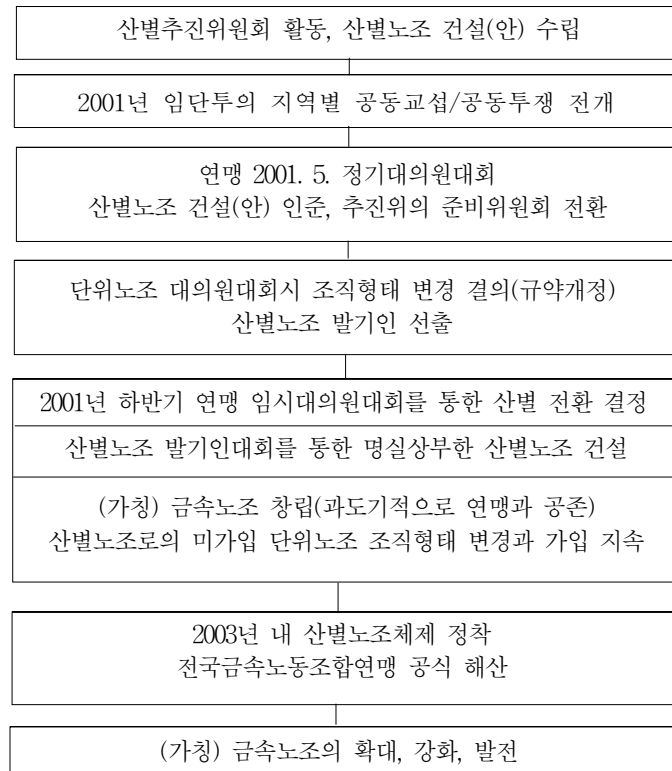 산별추진위원회 활동, 산별노조 건설(안) 수립
2001년 임단투의 지역별 공동교섭/공동투쟁 전개
연맹 2001. 5. 정기대의원대회
산별노조 건설(안) 인준, 추진위의 준비위원회 전환
단위노조 대의원대회시 조직형태 변경 결의(규약개정)
산별노조 발기인 선출
2001년 하반기 연맹 임시대의원대회를 통한 산별 전환 결정
산별노조 발기인대회를 통한 명실상부한 산별노조 건설
(가칭) 금속노조 창립(과도기적으로 연맹과 공존)
산별노조로의 미가입 단위노조 조직형태 변경과 가입 지속
2003년 내 산별노조체제 정착
전국금속노동조합연맹 공식 해산
(가칭) 금속노조의 확대, 강화, 발전